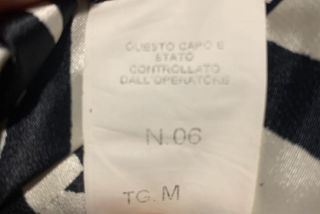 QUESTO CAPO E
STATO
CONTROLLATO
DALL'OPERATORE
N.06
TG.M